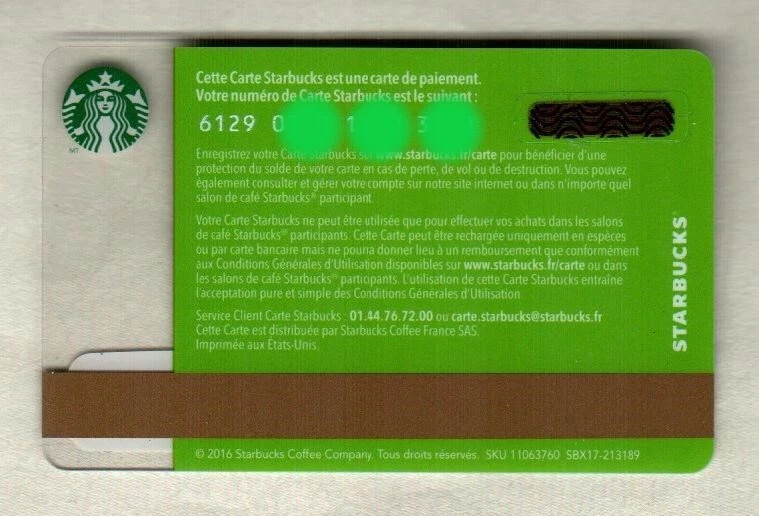 Cette Carte Starbucks est une carte de paiement.
Votre numéro de Carte Starbucks est le suivant :
6129 0 1 3
Enregistrez votre Carte Starbucks sur www.starbucks.fr/carte pour bénéficier d'une
protection du solde de votre carte en cas de perte, de vol ou de destruction. Vous pouvez
également consulter et gérer votre compte sur notre site internet ou dans n'importe quel
salon de café Starbucks® participant.
Votre Carte Starbucks ne peut être utilisée que pour effectuer vos achats dans les salons
de café Starbucks® participants. Cette Carte peut être rechargée uniquement en espèces
ou par carte bancaire mais ne pourra donner lieu à un remboursement que conformément
aux Conditions Générales d'Utilisation disponibles sur www.starbucks.fr/carte ou dans
les salons de café Starbucks® participants. L'utilisation de cette Carte Starbucks entraîne
l'acceptation pure et simple des Conditions Générales d'Utilisation
Service Client Carte Starbucks : 01.44.76.72.00 ou carte.starbucks@starbucks.fr
Cette Carte est distribuée par Starbucks Coffee France SAS.
Imprimée aux États-Unis.
STARBUCKS
MT
© 2016 Starbucks Coffee Company. Tous droits réservés. SKU 11063760 SBX17-213189